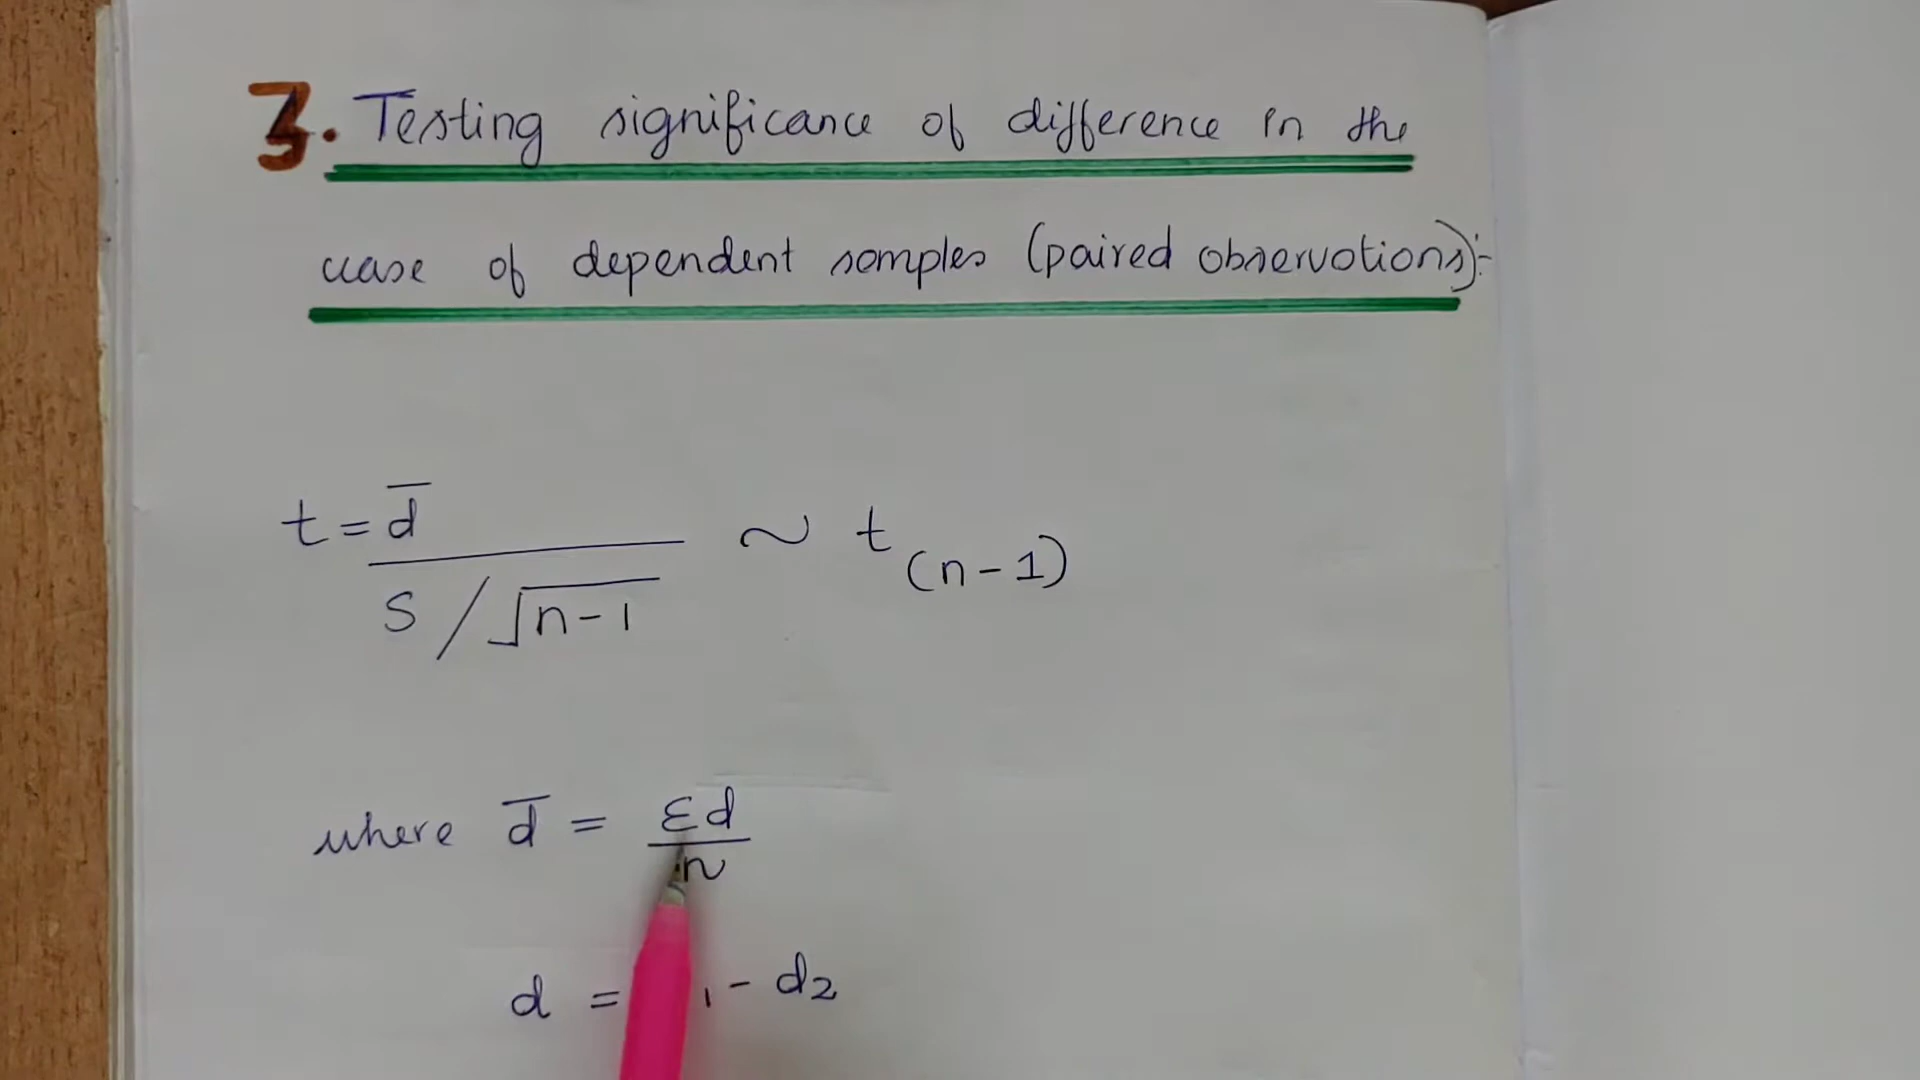 3. Testing significance of difference in the
case of dependent samples (paired observations):-
t = d̅
S / √n-1
~ t (n-1)
where d̅ = Σd
n
d = 1 - d2